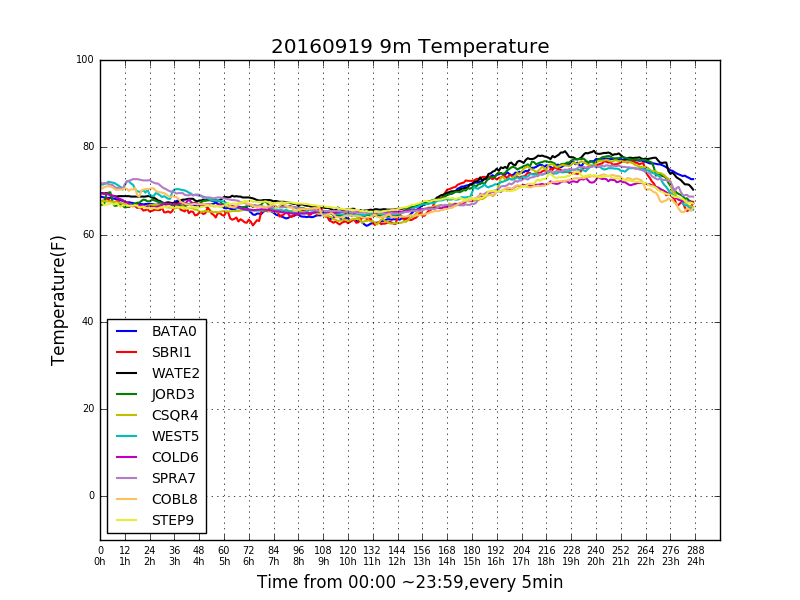 20160919 9m Temperature
100
80
60
40
20
0
Temperature(F)
BATA0
SBRI1
WATE2
JORD3
CSQR4
WEST5
COLD6
SPRA7
COBL8
STEP9
0 12 24 36 48 60 72 84 96 108 120 132 144 156 168 180 192 204 216 228 240 252 264 276 288
0h 1h 2h 3h 4h 5h 6h 7h 8h 9h 10h 11h 12h 13h 14h 15h 16h 17h 18h 19h 20h 21h 22h 23h 24h
Time from 00:00 ~23:59,every 5min